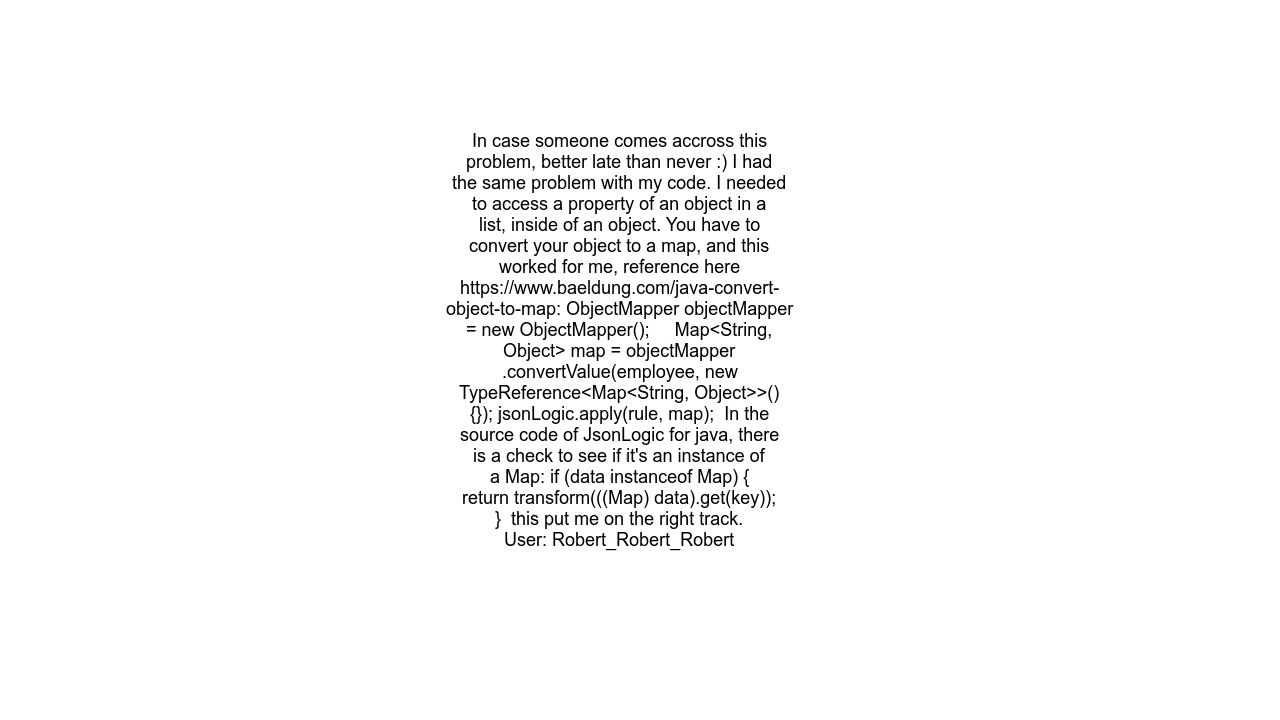 In case someone comes accross this
problem, better late than never :) I had
the same problem with my code. I needed
to access a property of an object in a
list, inside of an object. You have to
convert your object to a map, and this
worked for me, reference here
https://www.baeldung.com/java-convert-
object-to-map: ObjectMapper objectMapper
= new ObjectMapper();     Map<String,
Object> map = objectMapper
.convertValue(employee, new
TypeReference<Map<String, Object>>()
{}); jsonLogic.apply(rule, map);  In the
source code of JsonLogic for java, there
is a check to see if it's an instance of
a Map: if (data instanceof Map) {
return transform(((Map) data).get(key));
}  this put me on the right track.
User: Robert_Robert_Robert